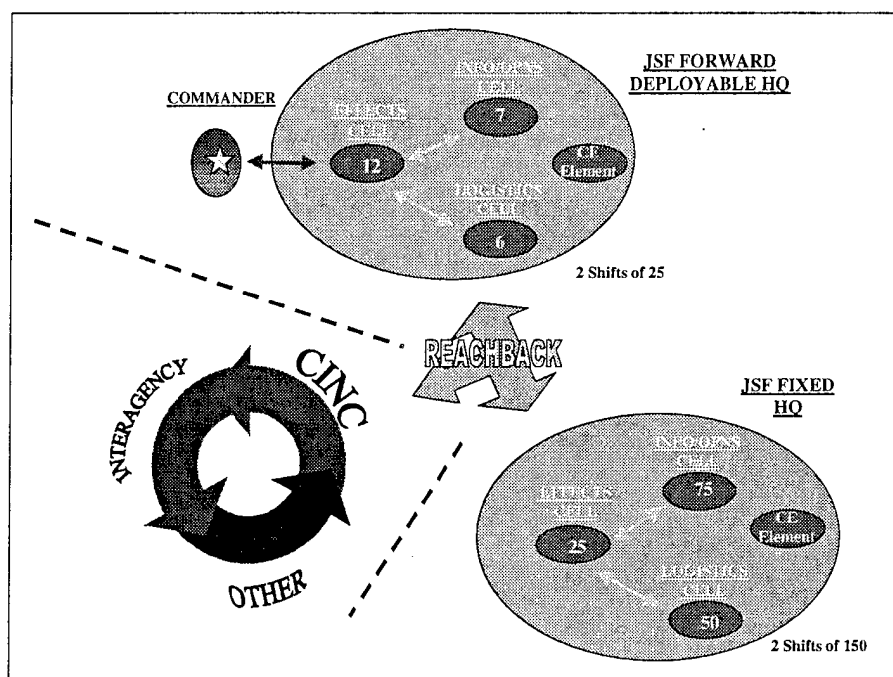 JSF FORWARD
DEPLOYABLE HQ
COMMANDER
INFO/OPNS
CELL
7
EFFECTS
CELL
12
CE
Element
LOGISTICS
CELL
6
2 Shifts of 25
REACHBACK
INTERAGENCY
CINC
OTHER
JSF FIXED
HQ
INFO/OPNS
CELL
75
EFFECTS
CELL
25
CE
Element
LOGISTICS
CELL
50
2 Shifts of 150